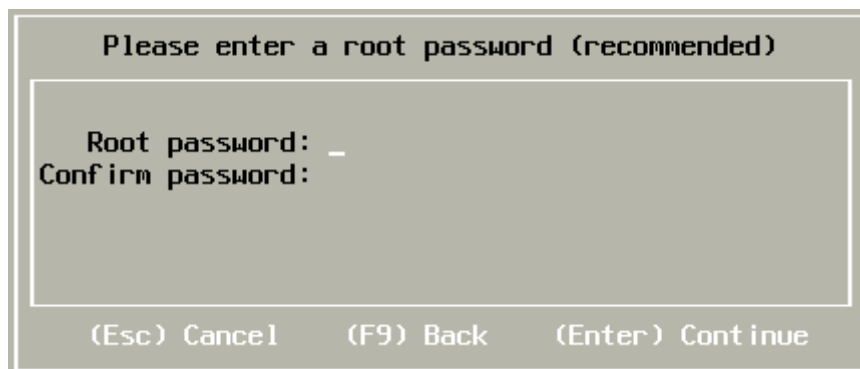 Please enter a root password (recommended)
Root password: _
Confirm password:
(Esc) Cancel (F9) Back (Enter) Continue